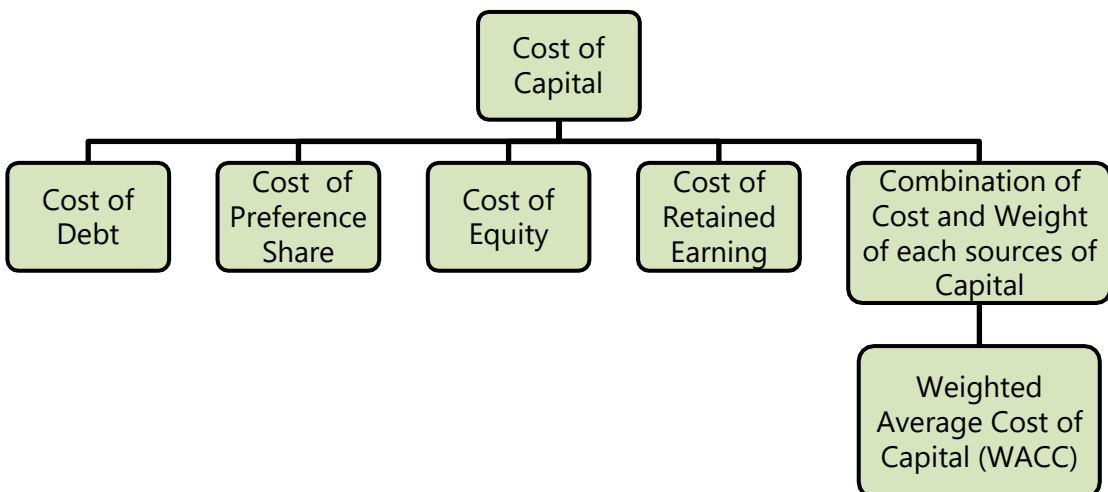 Cost of
Capital
Cost of
Debt
Cost of
Preference
Share
Cost of
Equity
Cost of
Retained
Earning
Combination of
Cost and Weight
of each sources of
Capital
Weighted
Average Cost of
Capital (WACC)